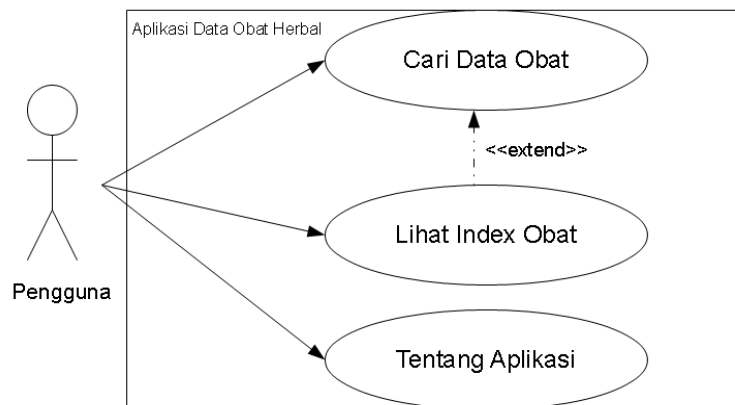 Aplikasi Data Obat Herbal
Cari Data Obat
<<extend>>
Lihat Index Obat
Pengguna
Tentang Aplikasi